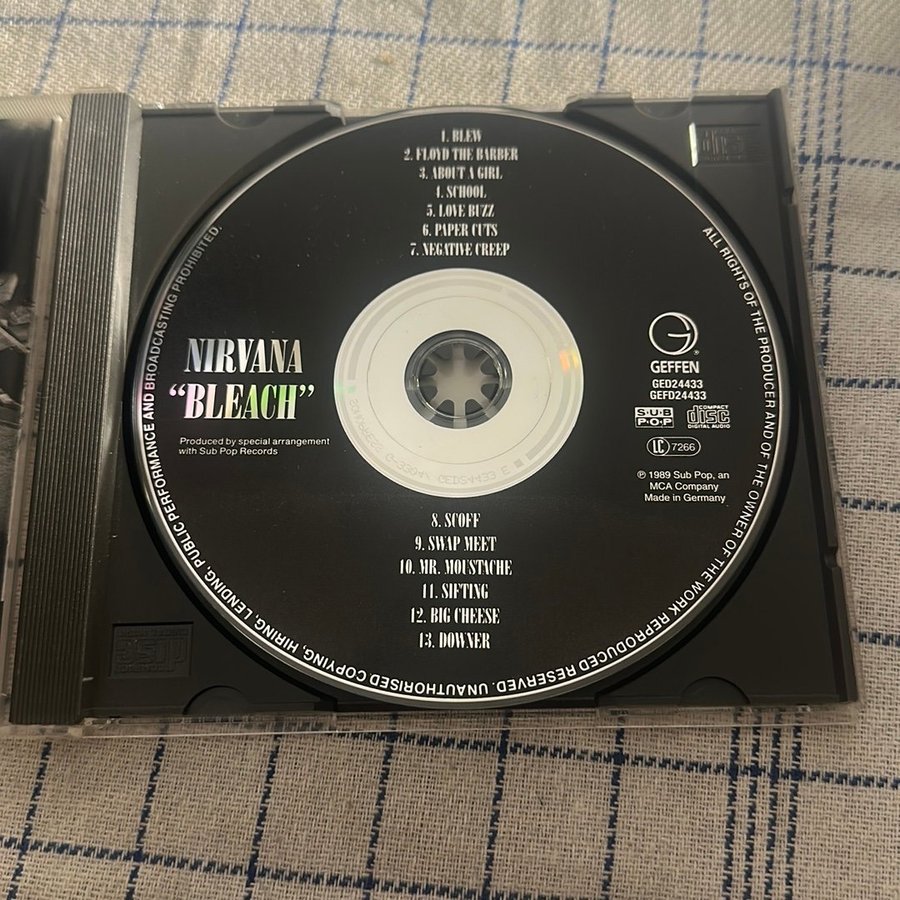 1. BLEW
2. FLOYD THE BARBER
3. ABOUT A GIRL
4. SCHOOL
5. LOVE BUZZ
6. PAPER CUTS
7. NEGATIVE CREEP
NIRVANA
"BLEACH"
Produced by special arrangement
with Sub Pop Records
GEFFEN
GED24433
GEFD24433
SUB
POP
COMPACT
disc
DIGITAL AUDIO
LC 7266
℗ 1989 Sub Pop, an
MCA Company
Made in Germany
8. SCOFF
9. SWAP MEET
10. MR. MOUSTACHE
11. SIFTING
12. BIG CHEESE
13. DOWNER
ALL RIGHTS OF THE PRODUCER AND OF THE OWNER OF THE WORK REPRODUCED RESERVED. UNAUTHORISED COPYING, HIRING, LENDING, PUBLIC PERFORMANCE AND BROADCASTING PROHIBITED.
disc
disc